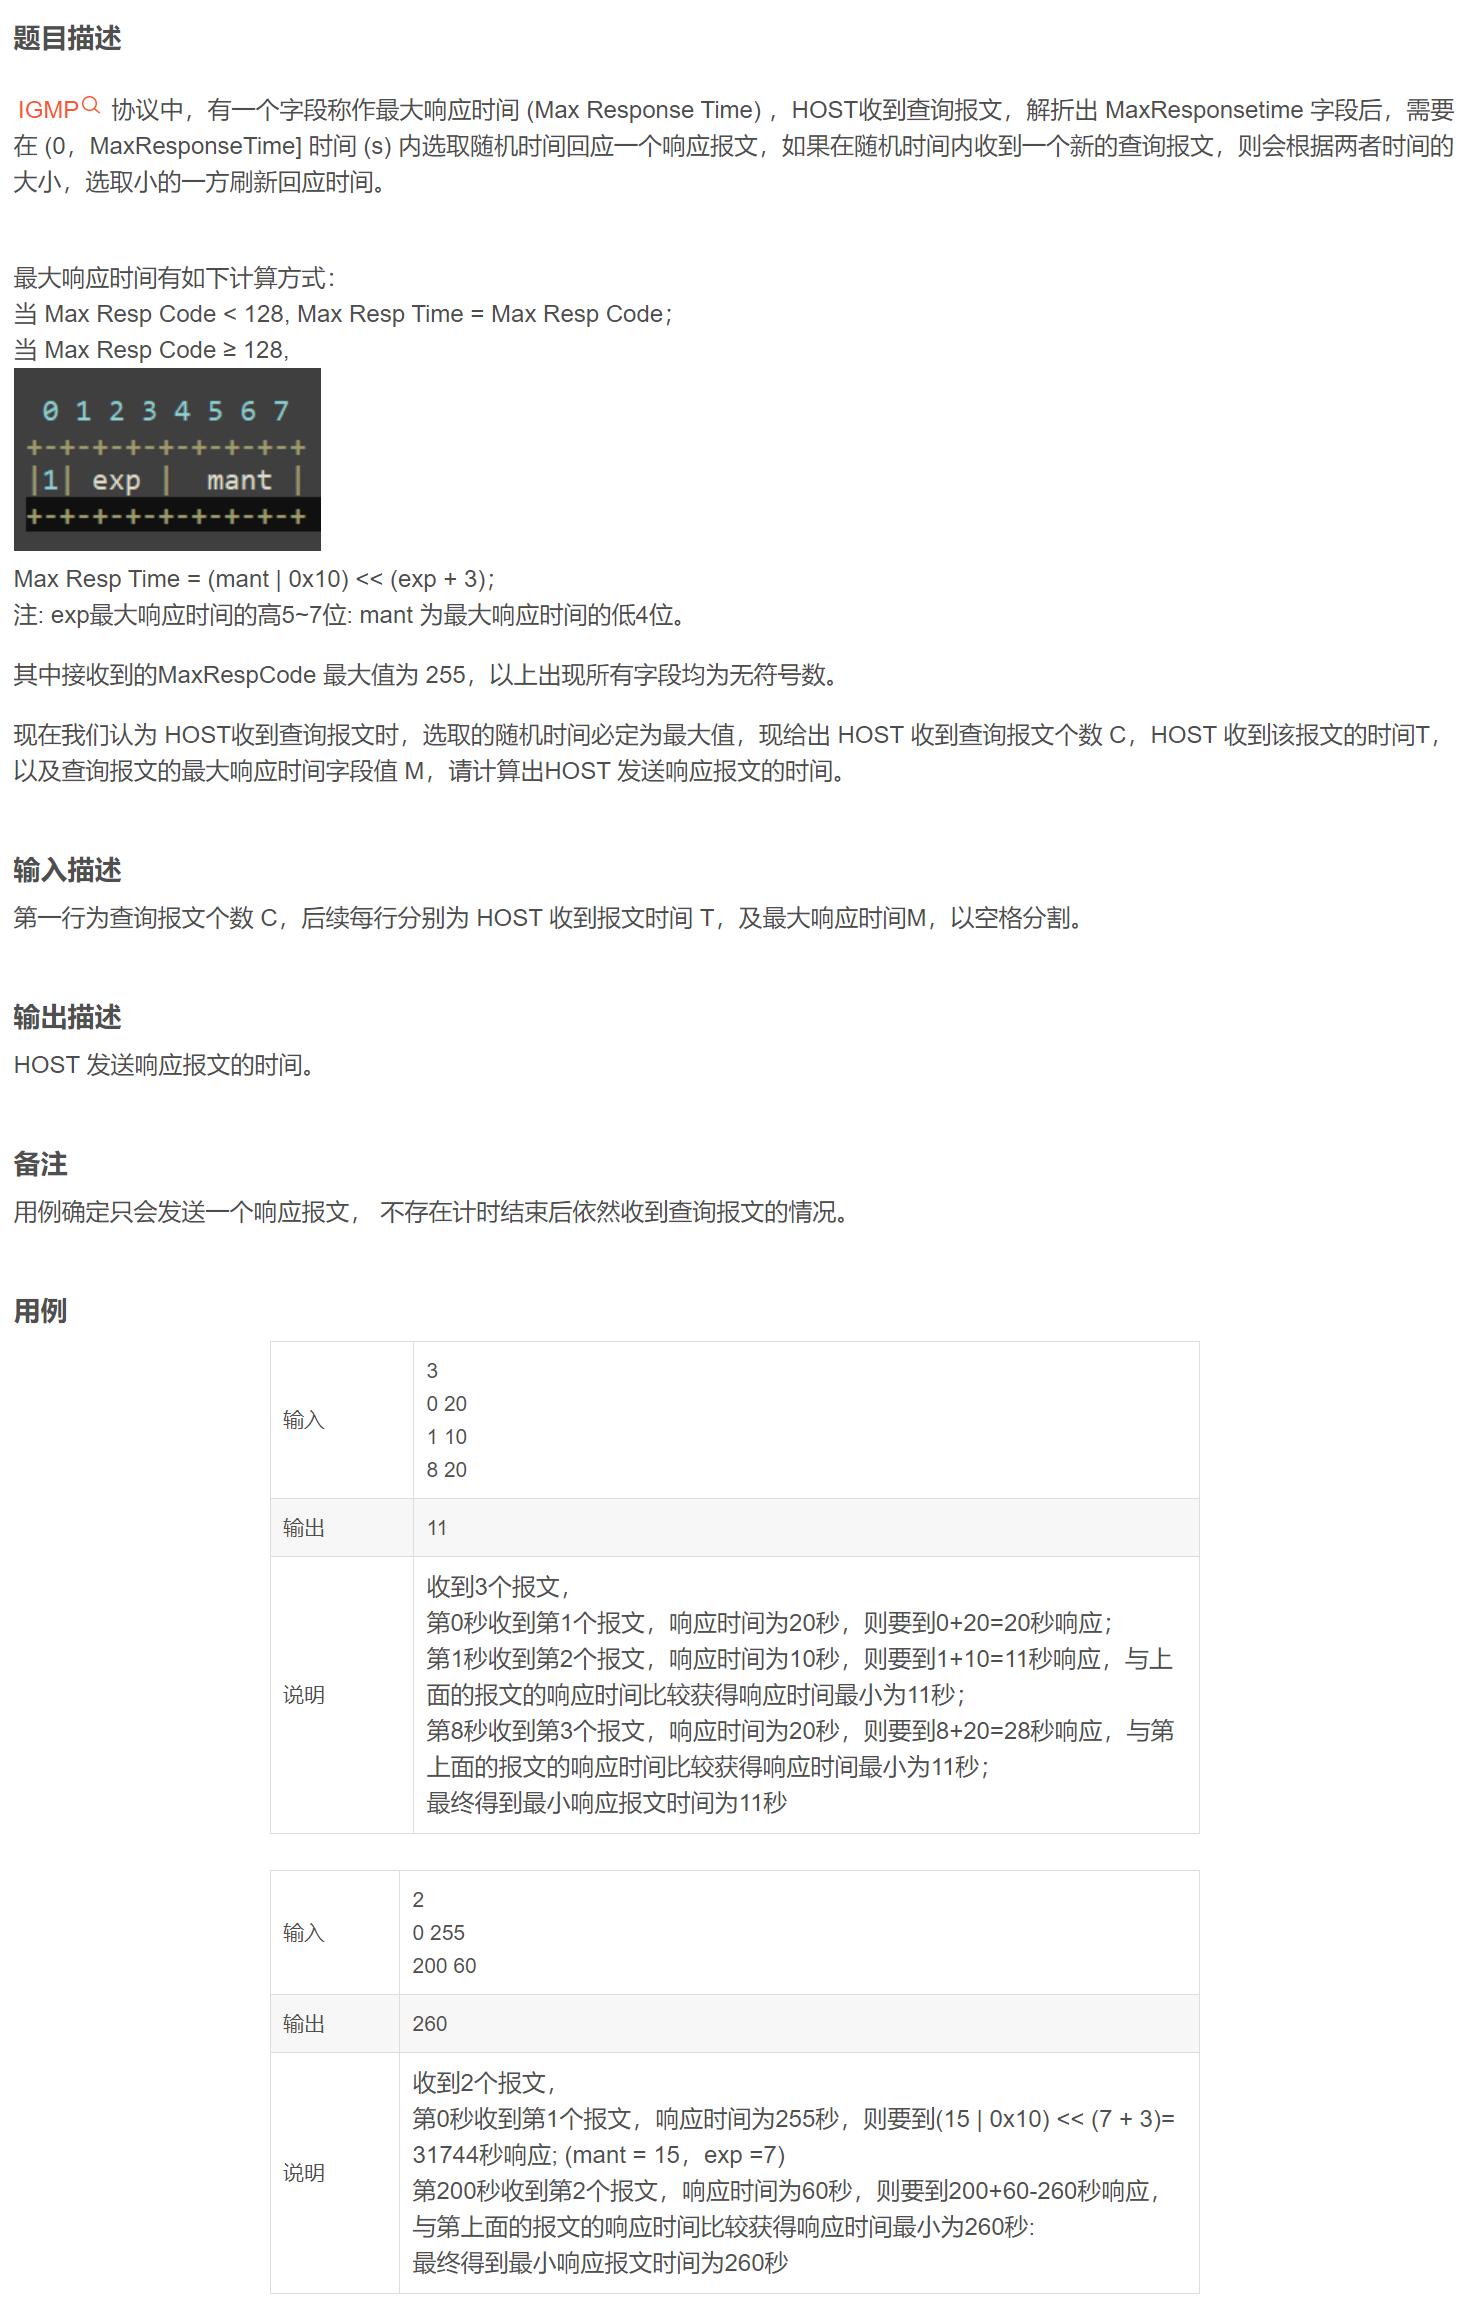 题目描述
IGMP 协议中，有一个字段称作最大响应时间 (Max Response Time) ，HOST收到查询报文，解折出 MaxResponsetime 字段后，需要
在 (0，MaxResponseTime] 时间 (s) 内选取随机时间回应一个响应报文，如果在随机时间内收到一个新的查询报文，则会根据两者时间的
大小，选取小的一方刷新回应时间。
最大响应时间有如下计算方式：
当 Max Resp Code < 128, Max Resp Time = Max Resp Code；
当 Max Resp Code ≥ 128,
0 1 2 3 4 5 6 7
+-+-+-+-+-+-+-+-+
|1| exp | mant |
+-+-+-+-+-+-+-+-+
Max Resp Time = (mant | 0x10) << (exp + 3)；
注: exp最大响应时间的高5~7位: mant 为最大响应时间的低4位。
其中接收到的MaxRespCode 最大值为 255，以上出现所有字段均为无符号数。
现在我们认为 HOST收到查询报文时，选取的随机时间必定为最大值，现给出 HOST 收到查询报文个数 C，HOST 收到该报文的时间T，
以及查询报文的最大响应时间字段值 M，请计算出HOST 发送响应报文的时间。
输入描述
第一行为查询报文个数 C，后续每行分别为 HOST 收到报文时间 T，及最大响应时间M，以空格分割。
输出描述
HOST 发送响应报文的时间。
备注
用例确定只会发送一个响应报文， 不存在计时结束后依然收到查询报文的情况。
用例
输入
3
0 20
1 10
8 20
输出
11
说明
收到3个报文，
第0秒收到第1个报文，响应时间为20秒，则要到0+20=20秒响应；
第1秒收到第2个报文，响应时间为10秒，则要到1+10=11秒响应，与上
面的报文的响应时间比较获得响应时间最小为11秒；
第8秒收到第3个报文，响应时间为20秒，则要到8+20=28秒响应，与第
上面的报文的响应时间比较获得响应时间最小为11秒；
最终得到最小响应报文时间为11秒
输入
2
0 255
200 60
输出
260
说明
收到2个报文，
第0秒收到第1个报文，响应时间为255秒，则要到(15 | 0x10) << (7 + 3)=
31744秒响应; (mant = 15，exp =7)
第200秒收到第2个报文，响应时间为60秒，则要到200+60-260秒响应，
与第上面的报文的响应时间比较获得响应时间最小为260秒:
最终得到最小响应报文时间为260秒